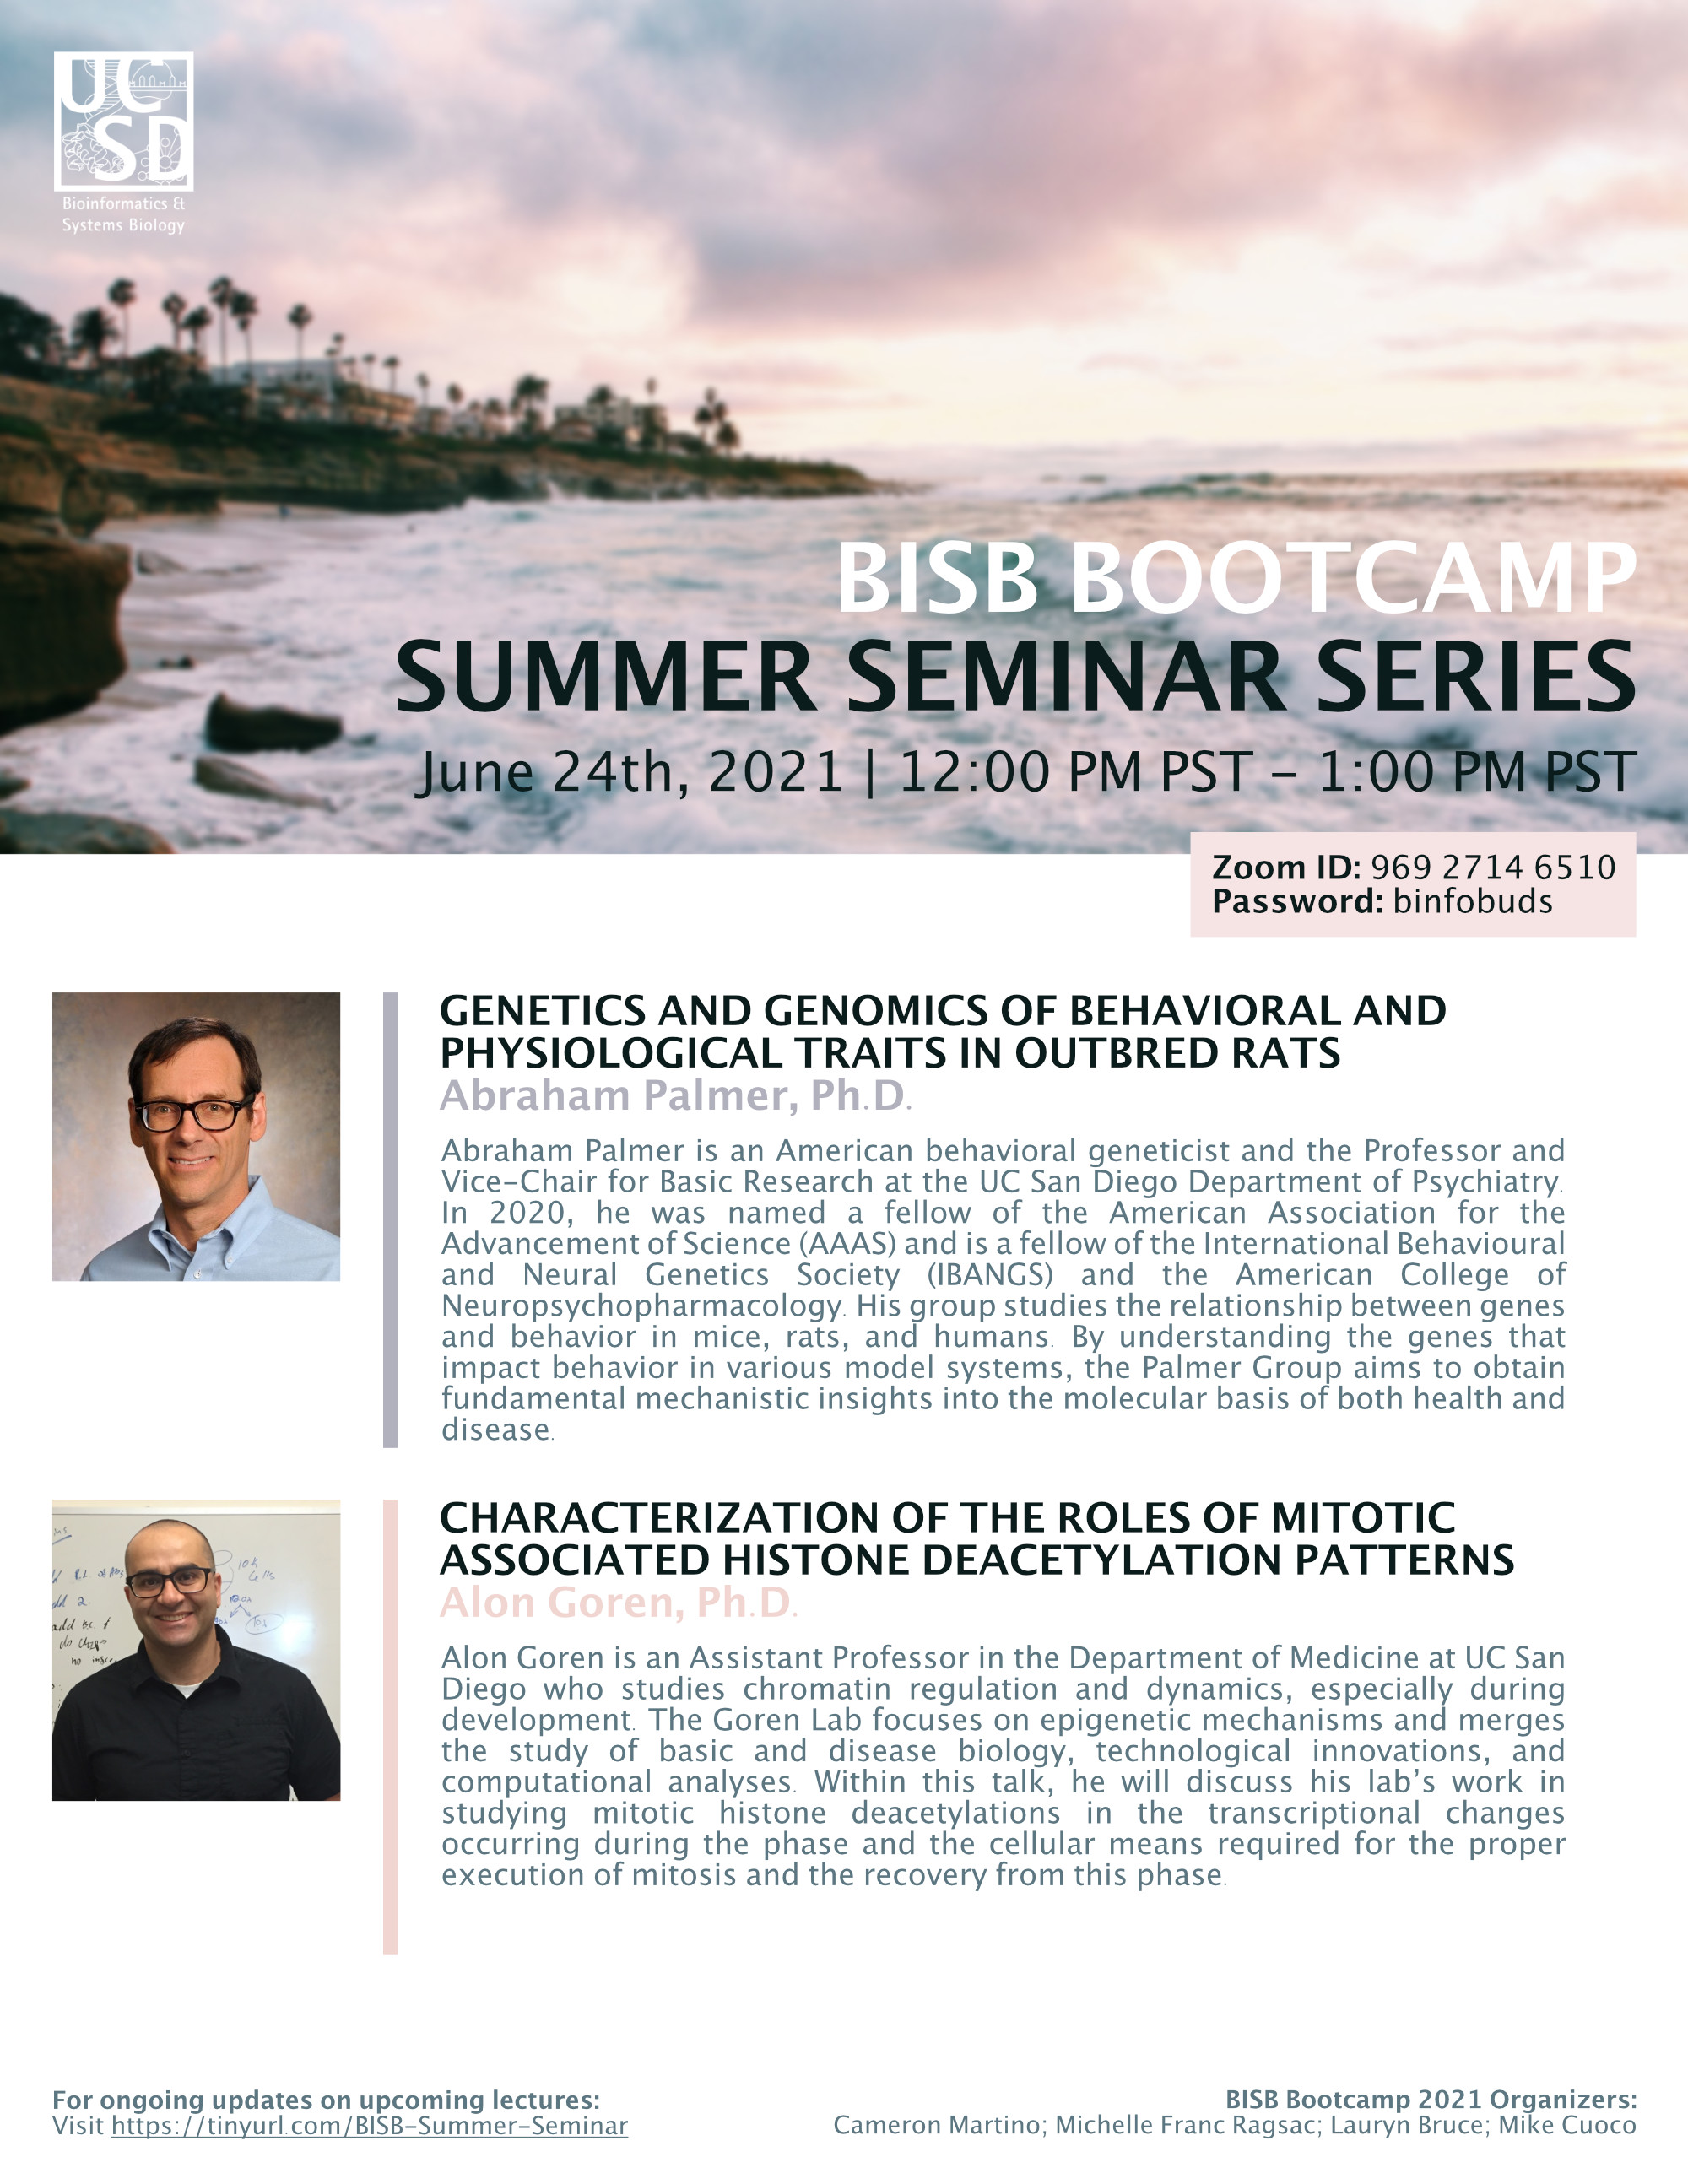 UC
SD
Bioinformatics &
Systems Biology
BISB BOOTCAMP
SUMMER SEMINAR SERIES
June 24th, 2021 | 12:00 PM PST – 1:00 PM PST
Zoom ID: 969 2714 6510
Password: binfobuds
GENETICS AND GENOMICS OF BEHAVIORAL AND
PHYSIOLOGICAL TRAITS IN OUTBRED RATS
Abraham Palmer, Ph.D.
Abraham Palmer is an American behavioral geneticist and the Professor and
Vice-Chair for Basic Research at the UC San Diego Department of Psychiatry.
In 2020, he was named a fellow of the American Association for the
Advancement of Science (AAAS) and is a fellow of the International Behavioural
and Neural Genetics Society (IBANGS) and the American College of
Neuropsychopharmacology. His group studies the relationship between genes
and behavior in mice, rats, and humans. By understanding the genes that
impact behavior in various model systems, the Palmer Group aims to obtain
fundamental mechanistic insights into the molecular basis of both health and
disease.
10k
Cells
add 2
add
do
no
CHARACTERIZATION OF THE ROLES OF MITOTIC
ASSOCIATED HISTONE DEACETYLATION PATTERNS
Alon Goren, Ph.D.
Alon Goren is an Assistant Professor in the Department of Medicine at UC San
Diego who studies chromatin regulation and dynamics, especially during
development. The Goren Lab focuses on epigenetic mechanisms and merges
the study of basic and disease biology, technological innovations, and
computational analyses. Within this talk, he will discuss his lab's work in
studying mitotic histone deacetylations in the transcriptional changes
occurring during the phase and the cellular means required for the proper
execution of mitosis and the recovery from this phase.
For ongoing updates on upcoming lectures:
Visit https://tinyurl.com/BISB-Summer-Seminar
BISB Bootcamp 2021 Organizers:
Cameron Martino; Michelle Franc Ragsac; Lauryn Bruce; Mike Cuoco